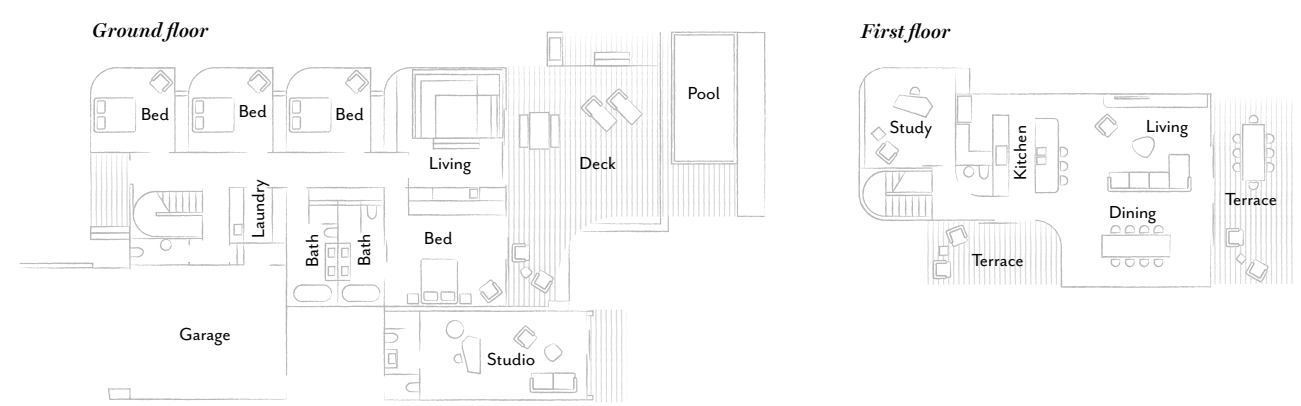 Ground floor
First floor
Bed
Bed
Bed
Living
Deck
Pool
Laundry
Bath
Bath
Bed
Garage
Studio
Study
Kitchen
Living
Dining
Terrace
Terrace